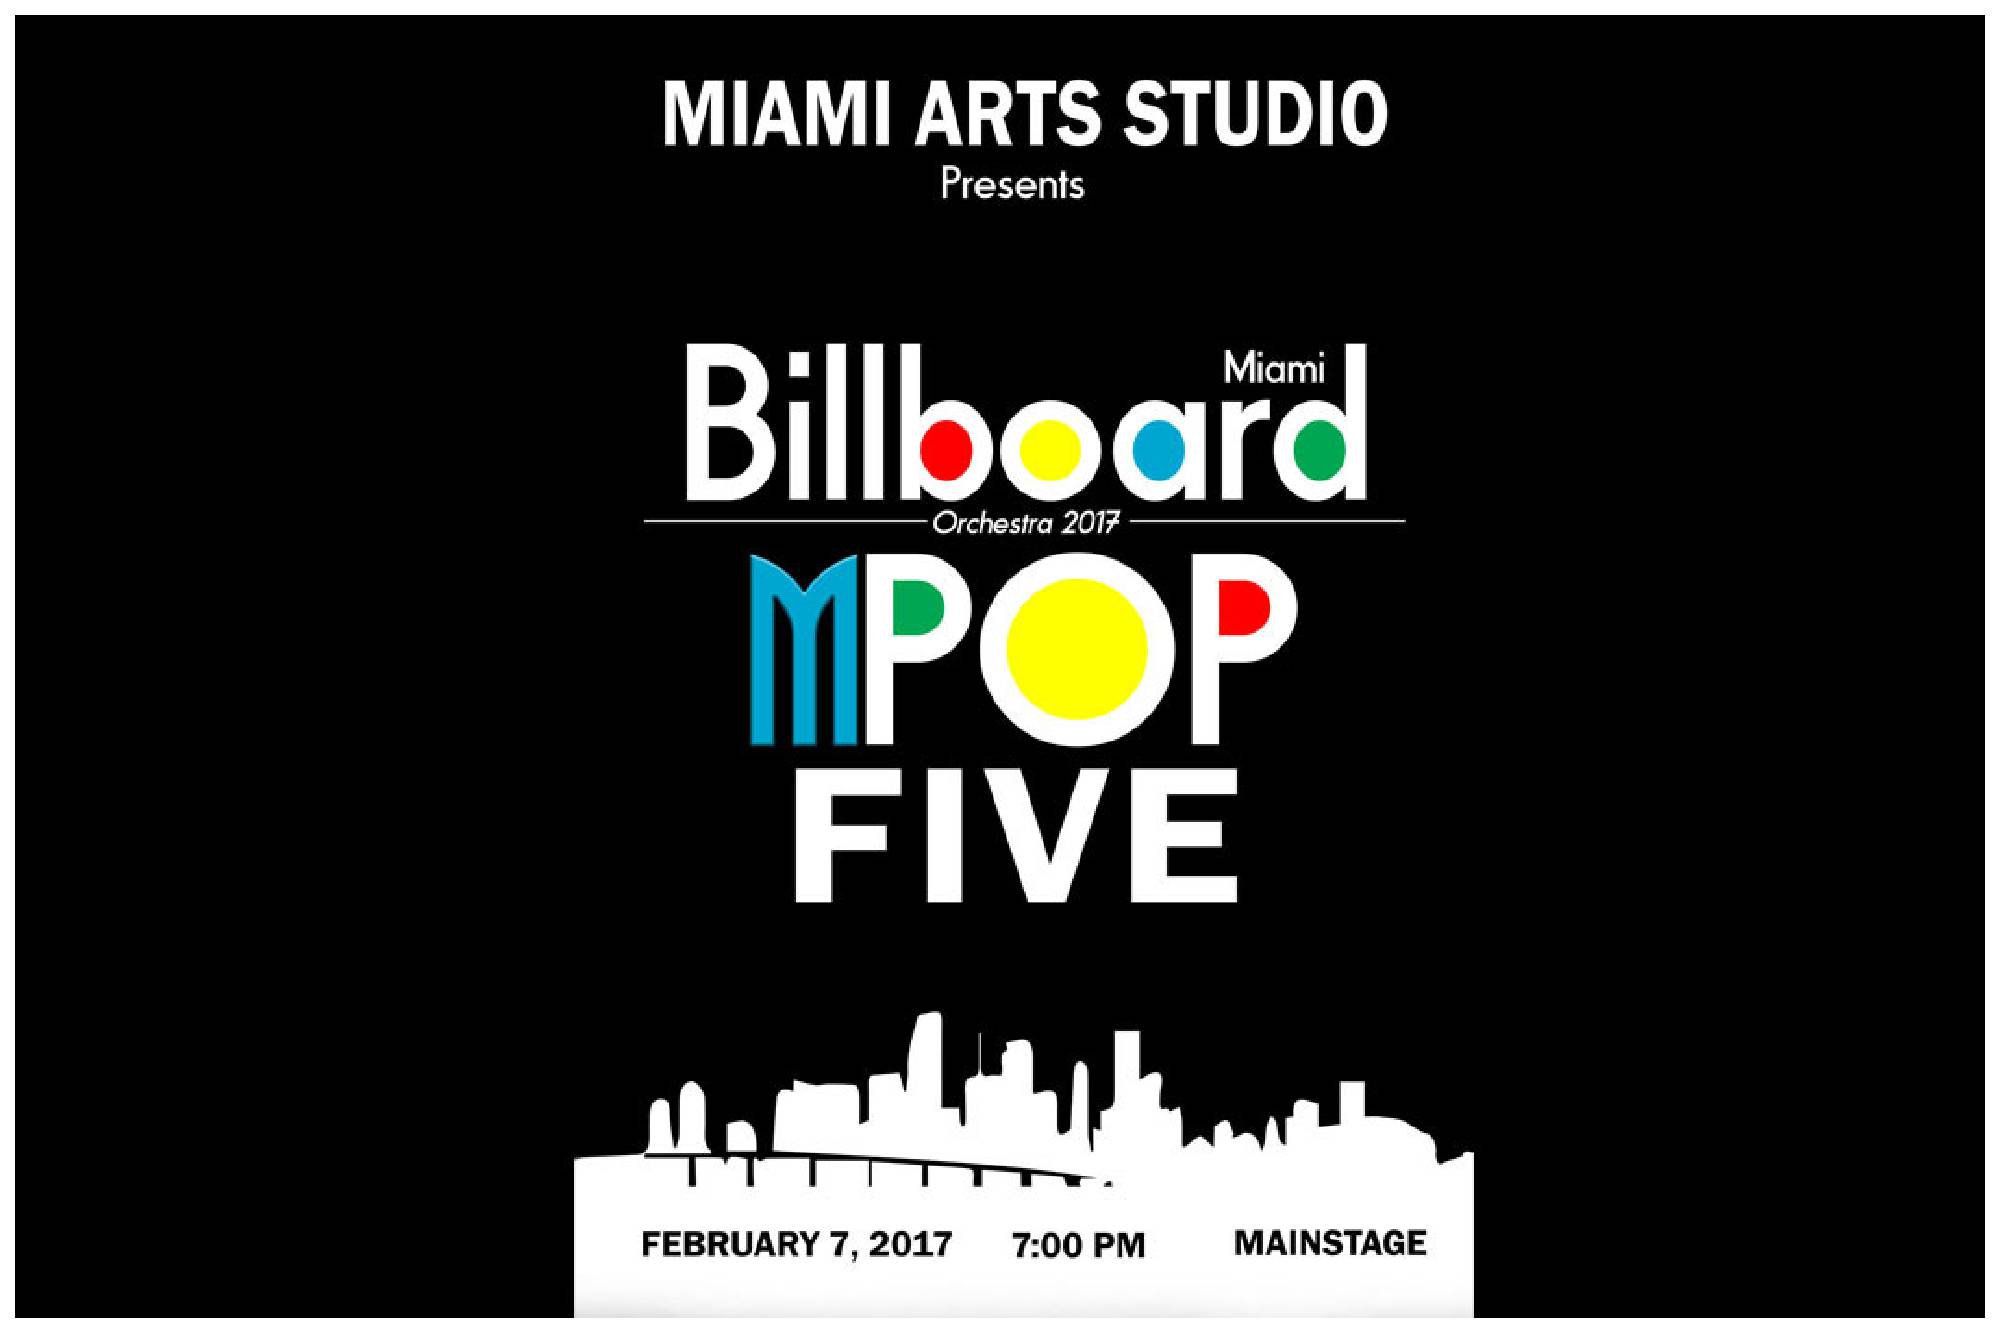 MIAMI ARTS STUDIO
Presents
Miami
Billboard
Orchestra 2017
MPOP
FIVE
FEBRUARY 7, 2017 7:00 PM MAINSTAGE